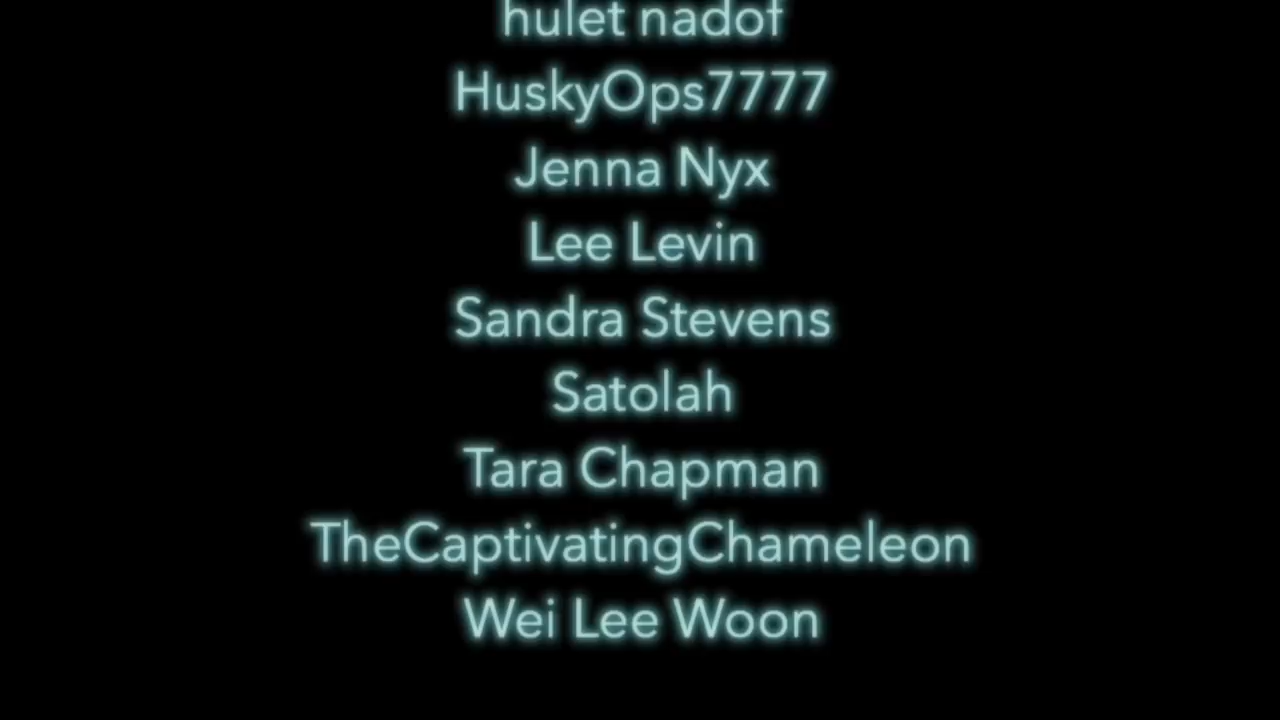 hulet nadof
HuskyOps7777
Jenna Nyx
Lee Levin
Sandra Stevens
Satolah
Tara Chapman
TheCaptivatingChameleon
Wei Lee Woon